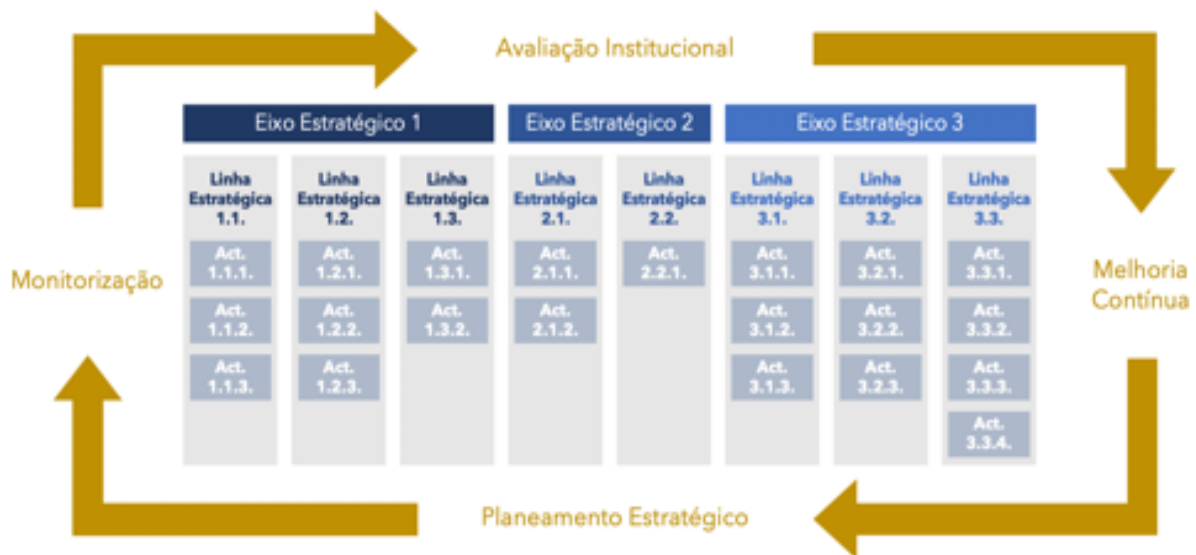 Avaliação Institucional
Eixo Estratégico 1
Eixo Estratégico 2
Eixo Estratégico 3
Linha
Estratégica
1.1.
Act.
1.1.1.
Act.
1.1.2.
Act.
1.1.3.
Linha
Estratégica
1.2.
Act.
1.2.1.
Act.
1.2.2.
Act.
1.2.3.
Linha
Estratégica
1.3.
Act.
1.3.1.
Act.
1.3.2.
Linha
Estratégica
2.1.
Act.
2.1.1.
Act.
2.1.2.
Linha
Estratégica
2.2.
Act.
2.2.1.
Linha
Estratégica
3.1.
Act.
3.1.1.
Act.
3.1.2.
Act.
3.1.3.
Linha
Estratégica
3.2.
Act.
3.2.1.
Act.
3.2.2.
Act.
3.2.3.
Linha
Estratégica
3.3.
Act.
3.3.1.
Act.
3.3.2.
Act.
3.3.3.
Act.
3.3.4.
Monitorização
Melhoria
Contínua
Planeamento Estratégico